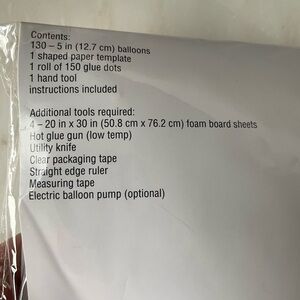 Contents:
130 – 5 in (12.7 cm) balloons
1 shaped paper template
1 roll of 150 glue dots
1 hand tool
instructions included
Additional tools required:
4 – 20 in x 30 in (50.8 cm x 76.2 cm) foam board sheets
Hot glue gun (low temp)
Utility knife
Clear packaging tape
Straight edge ruler
Measuring tape
Electric balloon pump (optional)